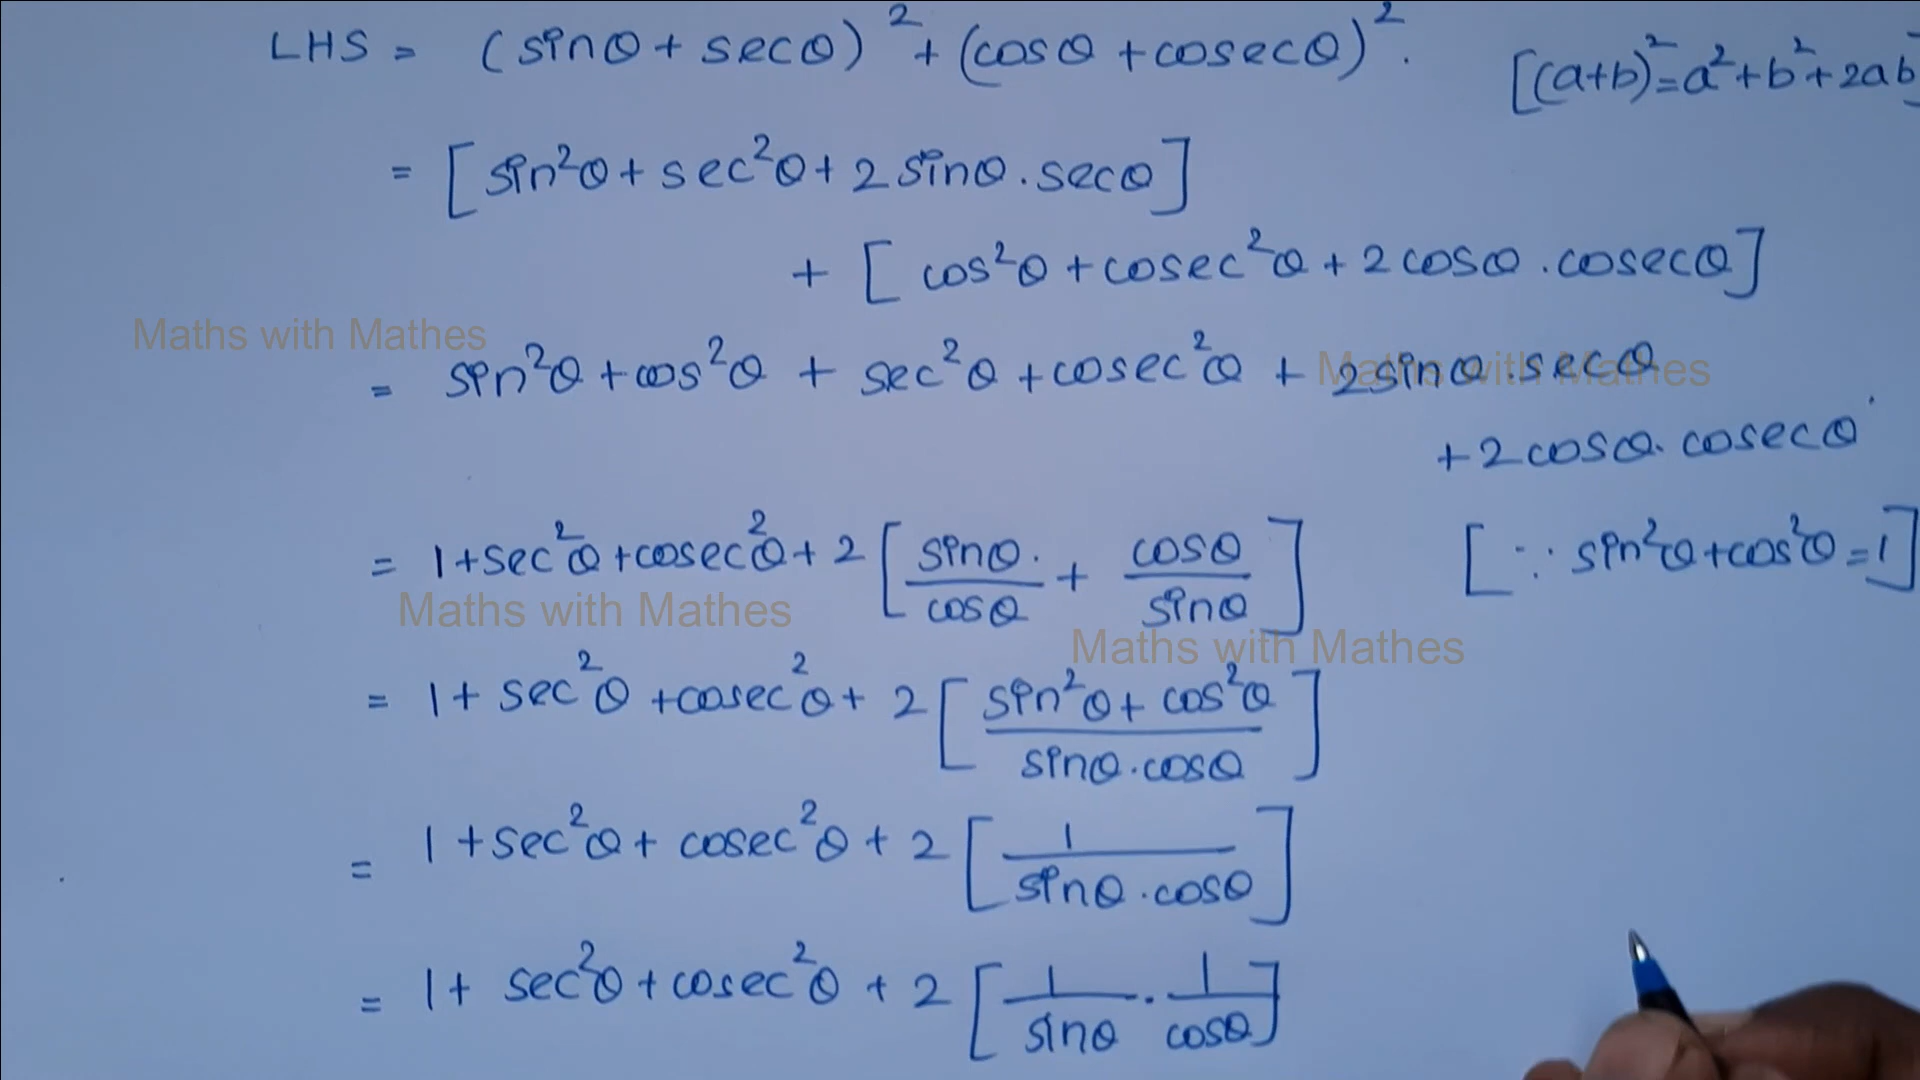 LHS = (sinθ + secθ)² + (cosθ + cosecθ)². [(a+b)² = a² + b² + 2ab]
= [sin²θ + sec²θ + 2 sinθ . secθ]
+ [cos²θ + cosec²θ + 2 cosθ . cosecθ]
Maths with Mathes
Maths with Mathes
= sin²θ + cos²θ + sec²θ + cosec²θ + 2 sinθ . secθ
+ 2 cosθ . cosecθ
= 1 + sec²θ + cosec²θ + 2 [sinθ/cosθ + cosθ/sinθ] [∵ sin²θ + cos²θ = 1]
Maths with Mathes
Maths with Mathes
= 1 + sec²θ + cosec²θ + 2 [(sin²θ + cos²θ)/(sinθ . cosθ)]
= 1 + sec²θ + cosec²θ + 2 [1/(sinθ . cosθ)]
= 1 + sec²θ + cosec²θ + 2 [1/sinθ . 1/cosθ]